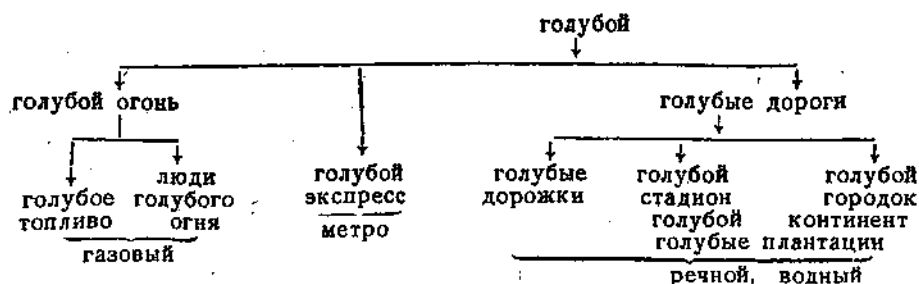 голубой
голубой огонь голубые дороги
голубое топливо
люди голубого огня
голубой экспресс
голубые дорожки
голубой стадион
голубой городок
голубой континент
голубые плантации
газовый
метро
речной, водный